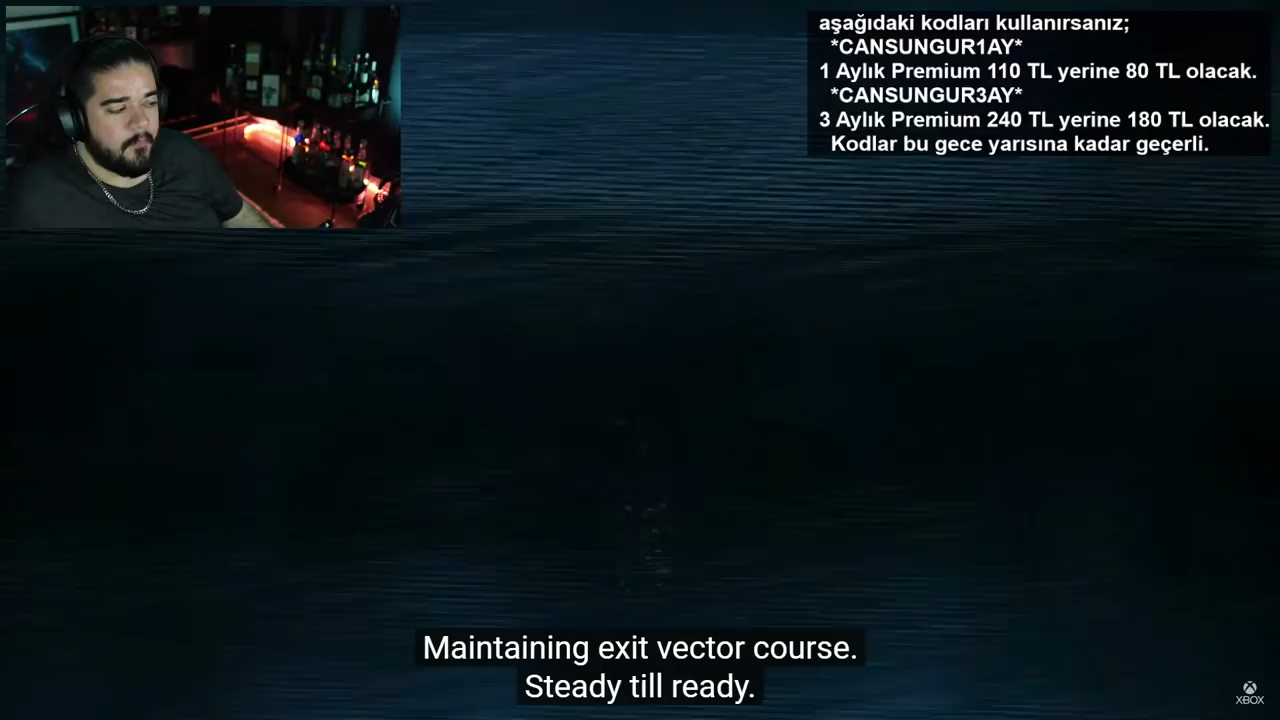 aşağıdaki kodları kullanırsanız;
*CANSUNGUR1AY*
1 Aylık Premium 110 TL yerine 80 TL olacak.
*CANSUNGUR3AY*
3 Aylık Premium 240 TL yerine 180 TL olacak.
Kodlar bu gece yarısına kadar geçerli.
Maintaining exit vector course.
Steady till ready.
XBOX